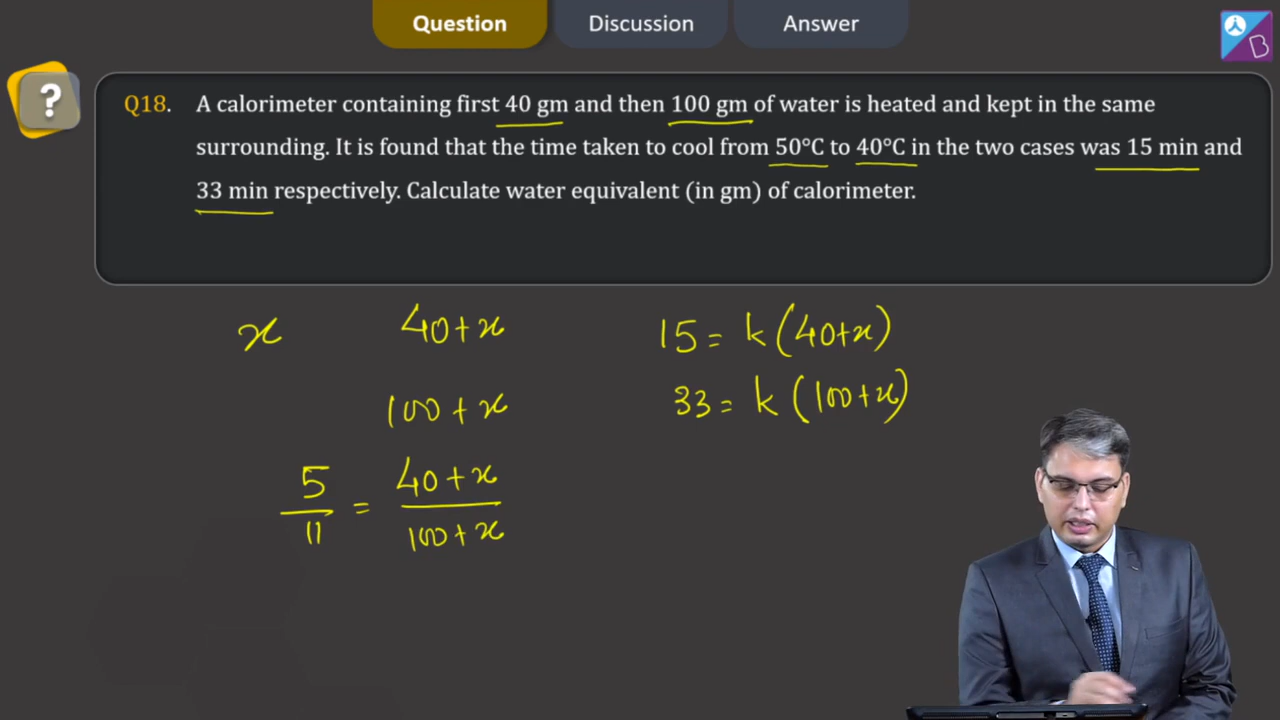 Question Discussion Answer
?
Q18. A calorimeter containing first 40 gm and then 100 gm of water is heated and kept in the same
surrounding. It is found that the time taken to cool from 50°C to 40°C in the two cases was 15 min and
33 min respectively. Calculate water equivalent (in gm) of calorimeter.
x 40+x 15 = k(40+x)
100+x 33 = k(100+x)
5/11 = (40+x)/(100+x)
B